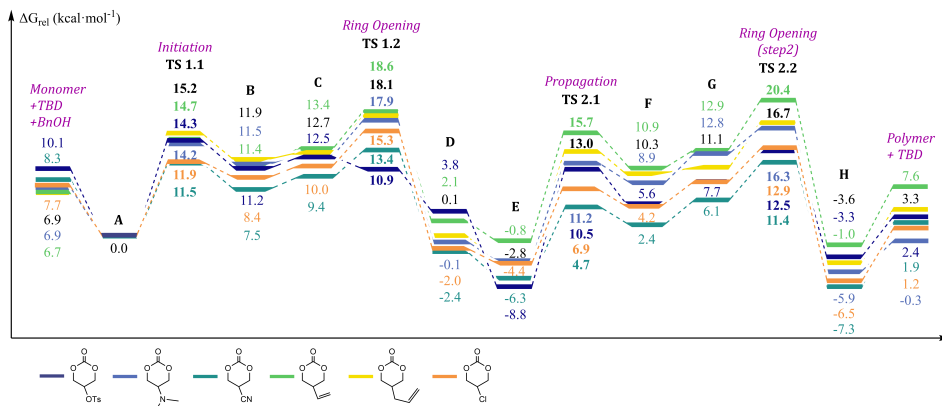 ΔGrel (kcal·mol-1)
Monomer
+TBD
+BnOH
10.1
8.3
7.7
6.9
6.9
6.7
A
0.0
Initiation
TS 1.1
15.2
14.7
14.3
14.2
11.9
11.5
B
11.9
11.5
11.4
11.2
8.4
7.5
C
13.4
12.7
12.5
10.0
9.4
Ring Opening
TS 1.2
18.6
18.1
17.9
15.3
13.4
10.9
D
3.8
2.1
0.1
-0.1
-2.0
-2.4
E
-0.8
-2.8
-4.4
-6.3
-8.8
Propagation
TS 2.1
15.7
13.0
11.2
10.5
6.9
4.7
F
10.9
10.3
8.9
5.6
4.2
2.4
G
12.9
12.8
11.1
7.7
6.1
Ring Opening
(step2)
TS 2.2
20.4
16.7
16.3
12.9
12.5
11.4
H
-3.6
-3.3
-1.0
-5.9
-6.5
-7.3
Polymer
+ TBD
7.6
3.3
2.4
1.9
1.2
-0.3
O
O O
OTs
O
O O
N
O
O O
CN
O
O O
O
O O
O
O O
Cl